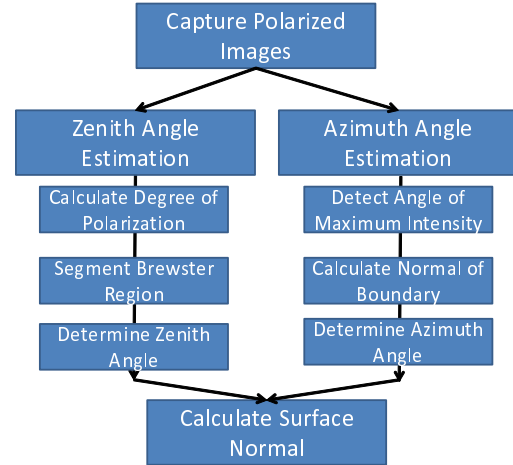 Capture Polarized
Images
Zenith Angle
Estimation
Azimuth Angle
Estimation
Calculate Degree of
Polarization
Detect Angle of
Maximum Intensity
Segment Brewster
Region
Calculate Normal of
Boundary
Determine Zenith
Angle
Determine Azimuth
Angle
Calculate Surface
Normal